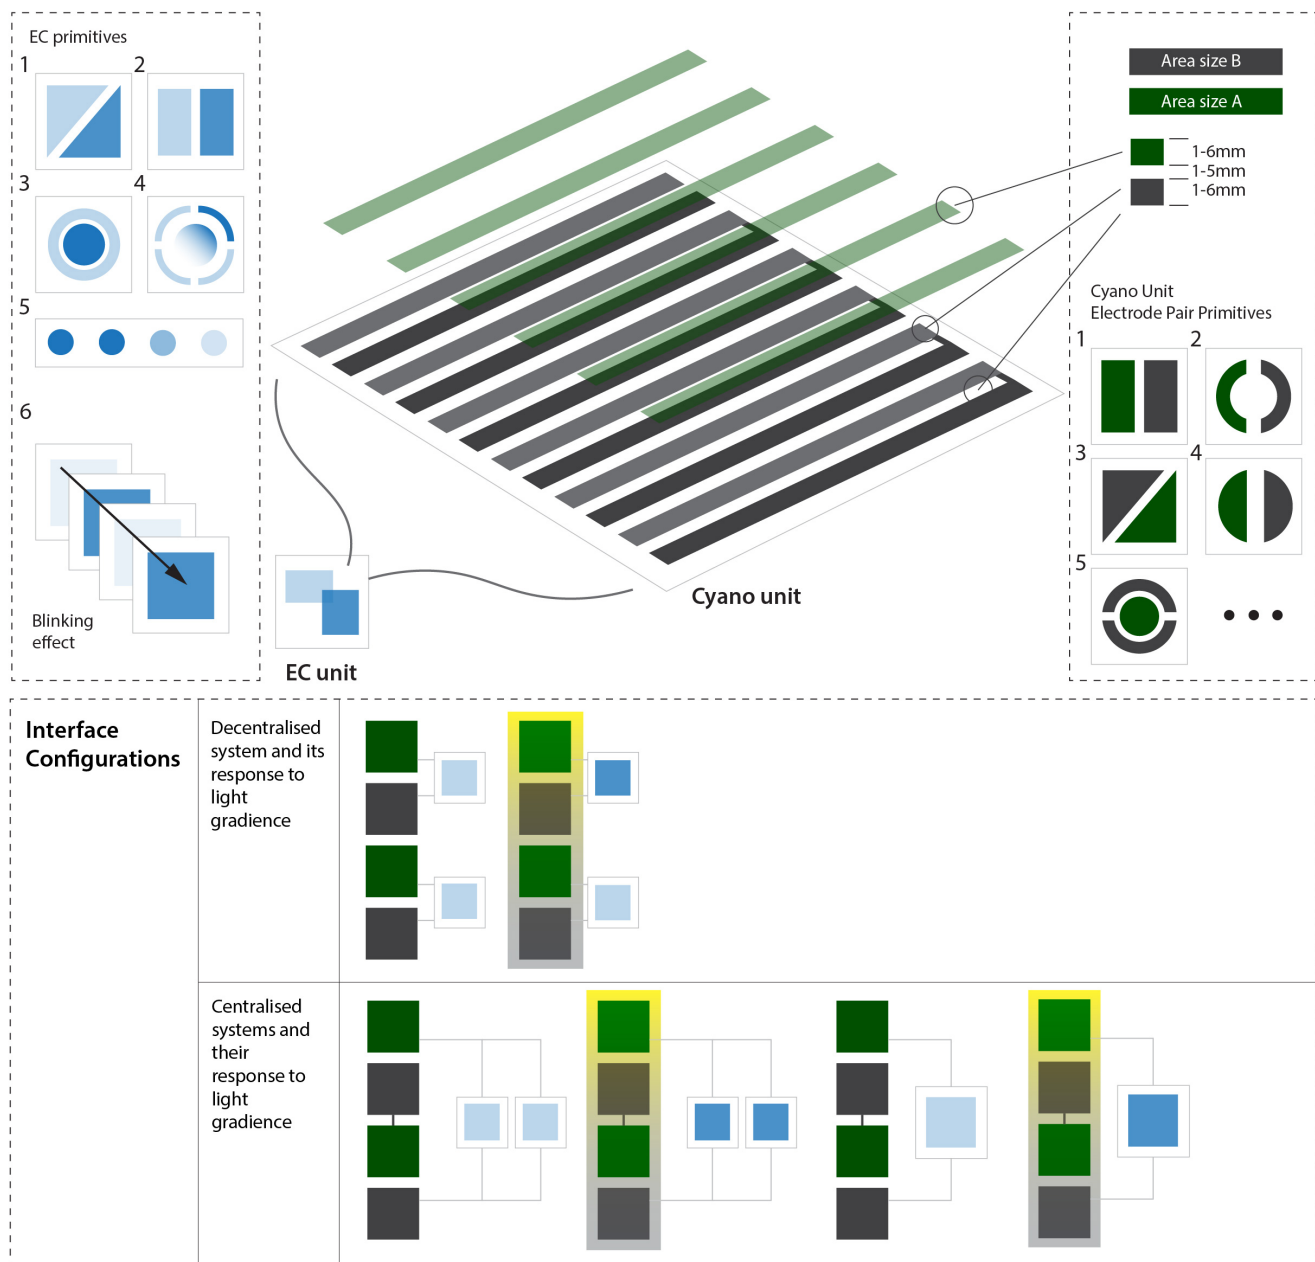 EC primitives
1
2
3
4
5
6
Blinking
effect
EC unit
Cyano unit
Area size B
Area size A
1-6mm
1-5mm
1-6mm
Cyano Unit
Electrode Pair Primitives
1
2
3
4
5
Interface
Configurations
Decentralised
system and its
response to
light
gradience
Centralised
systems and
their
response to
light
gradience